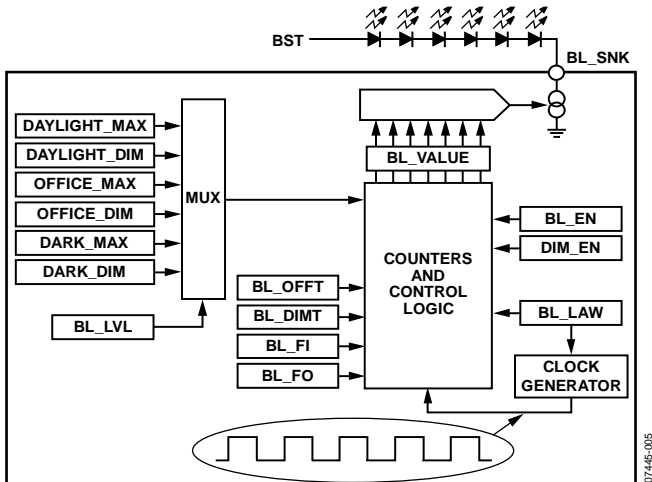 BST
BL_SNK
DAYLIGHT_MAX
DAYLIGHT_DIM
OFFICE_MAX
OFFICE_DIM
DARK_MAX
DARK_DIM
BL_LVL
MUX
BL_VALUE
COUNTERS
AND
CONTROL
LOGIC
BL_OFFT
BL_DIMT
BL_FI
BL_FO
BL_EN
DIM_EN
BL_LAW
CLOCK
GENERATOR
07445-005